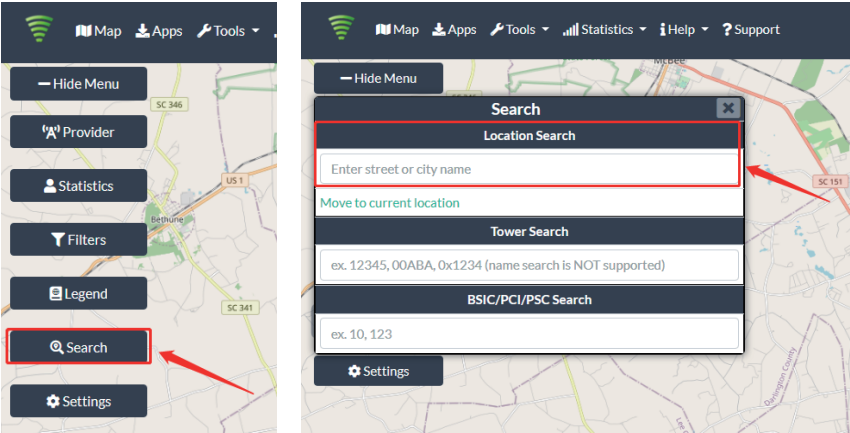 Map Apps Tools
Hide Menu
SC 346
Provider
Statistics
US 1
Bethune
Filters
Legend
SC 341
Search
Settings
Map Apps Tools Statistics Help Support
McBee
Hide Menu
Search
Location Search
Enter street or city name
SC 151
Move to current location
Tower Search
ex. 12345, 00ABA, 0x1234 (name search is NOT supported)
BSIC/PCI/PSC Search
ex. 10, 123
Settings
Darlington County